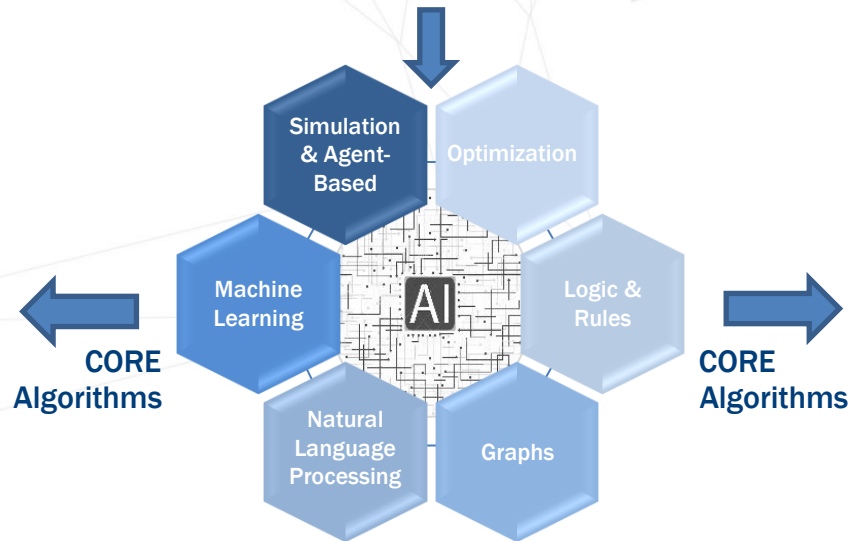 Simulation
& Agent-
Based
Optimization
Machine
Learning
AI
Logic &
Rules
CORE
Algorithms
CORE
Algorithms
Natural
Language
Processing
Graphs